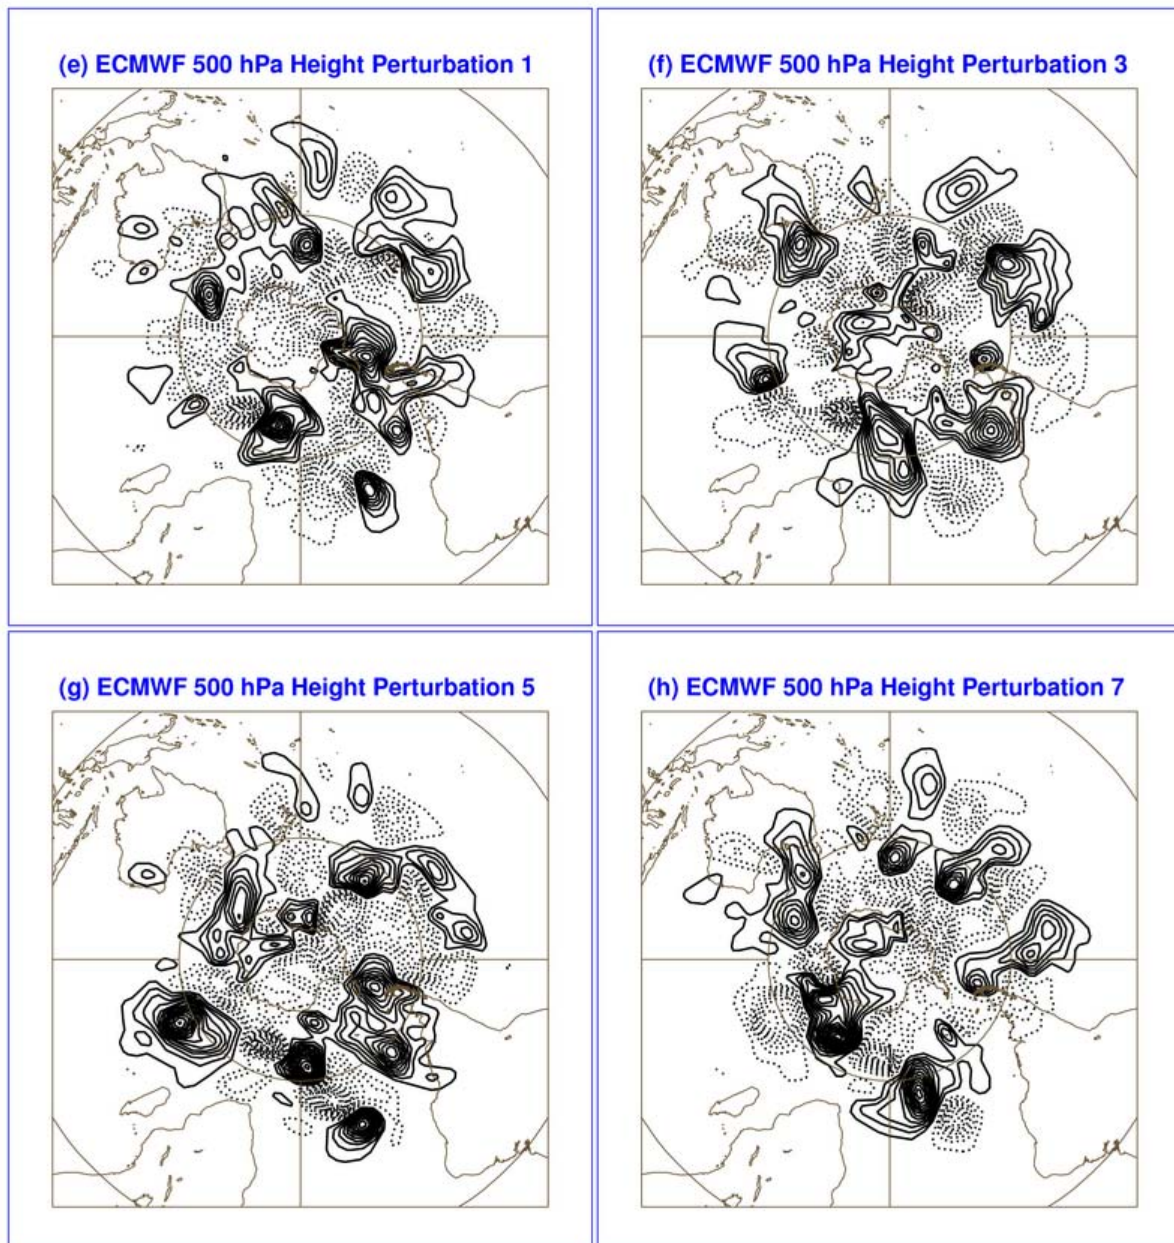 (e) ECMWF 500 hPa Height Perturbation 1
(f) ECMWF 500 hPa Height Perturbation 3
(g) ECMWF 500 hPa Height Perturbation 5
(h) ECMWF 500 hPa Height Perturbation 7